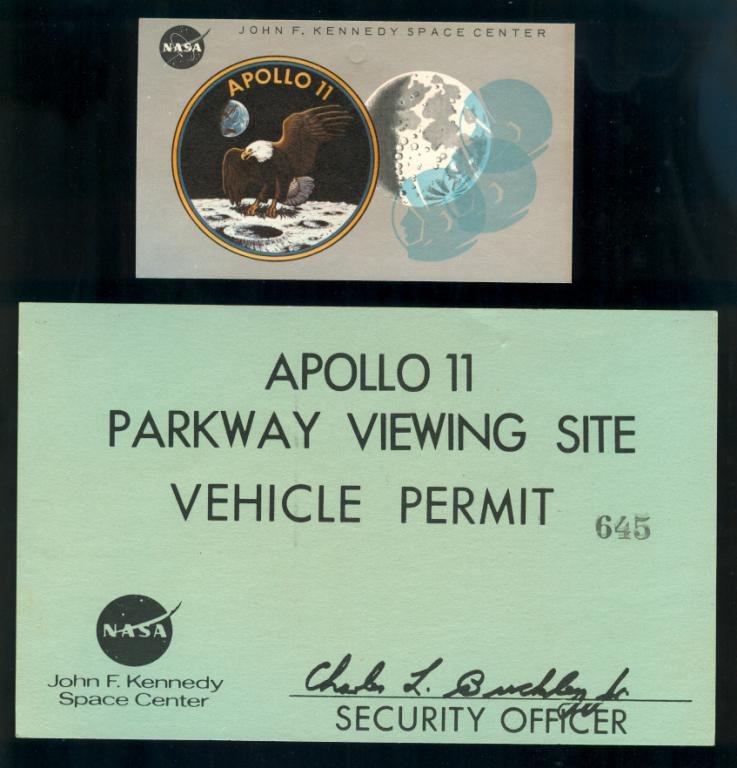 NASA
JOHN F. KENNEDY SPACE CENTER
APOLLO 11
APOLLO 11
PARKWAY VIEWING SITE
VEHICLE PERMIT 645
NASA
John F. Kennedy
Space Center
Charles L. Buckley Jr.
SECURITY OFFICER